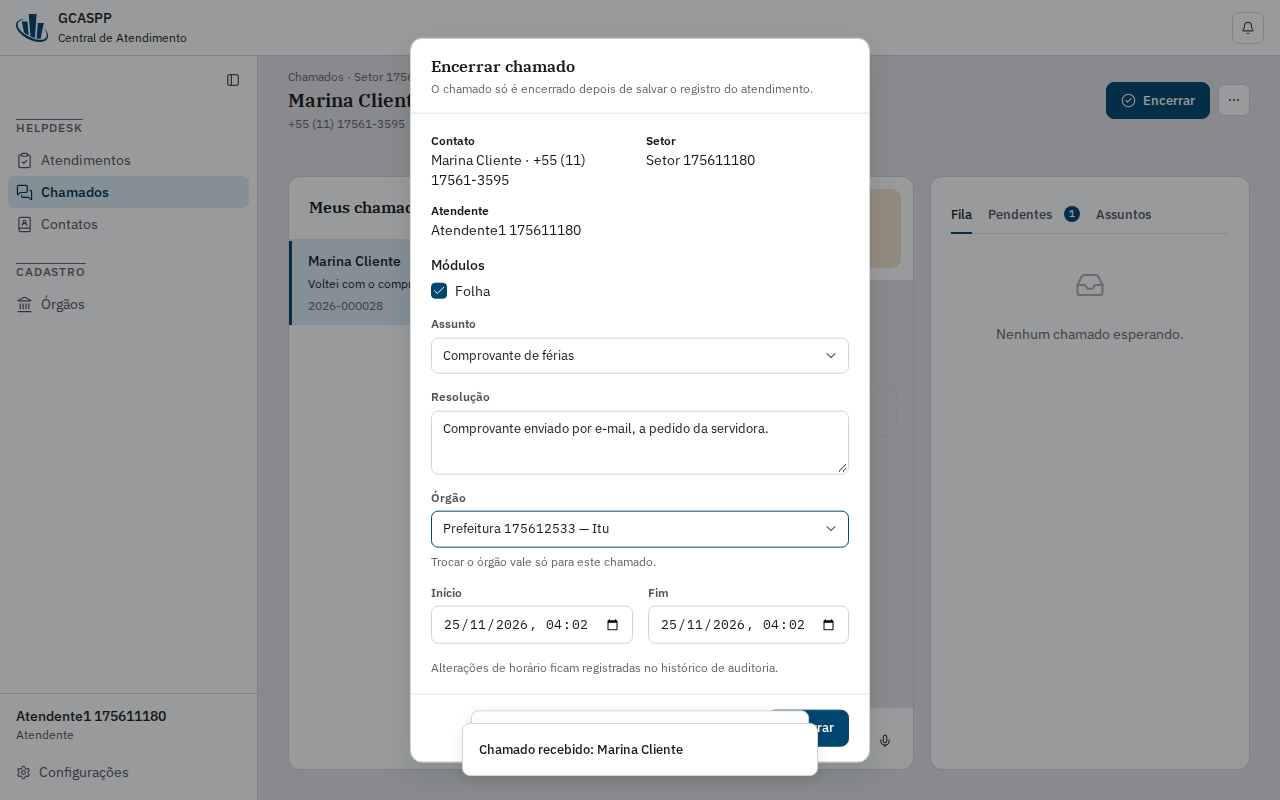 GCASPP
Central de Atendimento
HELPDESK
Atendimentos
Chamados
Contatos
CADASTRO
Órgãos
Atendente1 175611180
Atendente
Configurações
Chamados · Setor 1756
Marina Client
+55 (11) 17561-3595
Encerrar
Meus chamad
Marina Cliente
Voltei com o compr
2026-000028
Encerrar chamado
O chamado só é encerrado depois de salvar o registro do atendimento.
Contato
Marina Cliente · +55 (11)
17561-3595
Setor
Setor 175611180
Atendente
Atendente1 175611180
Módulos
Folha
Assunto
Comprovante de férias
Resolução
Comprovante enviado por e-mail, a pedido da servidora.
Órgão
Prefeitura 175612533 — Itu
Trocar o órgão vale só para este chamado.
Início
25/11/2026, 04:02
Fim
25/11/2026, 04:02
Alterações de horário ficam registradas no histórico de auditoria.
rar
Chamado recebido: Marina Cliente
Fila
Pendentes 1
Assuntos
Nenhum chamado esperando.